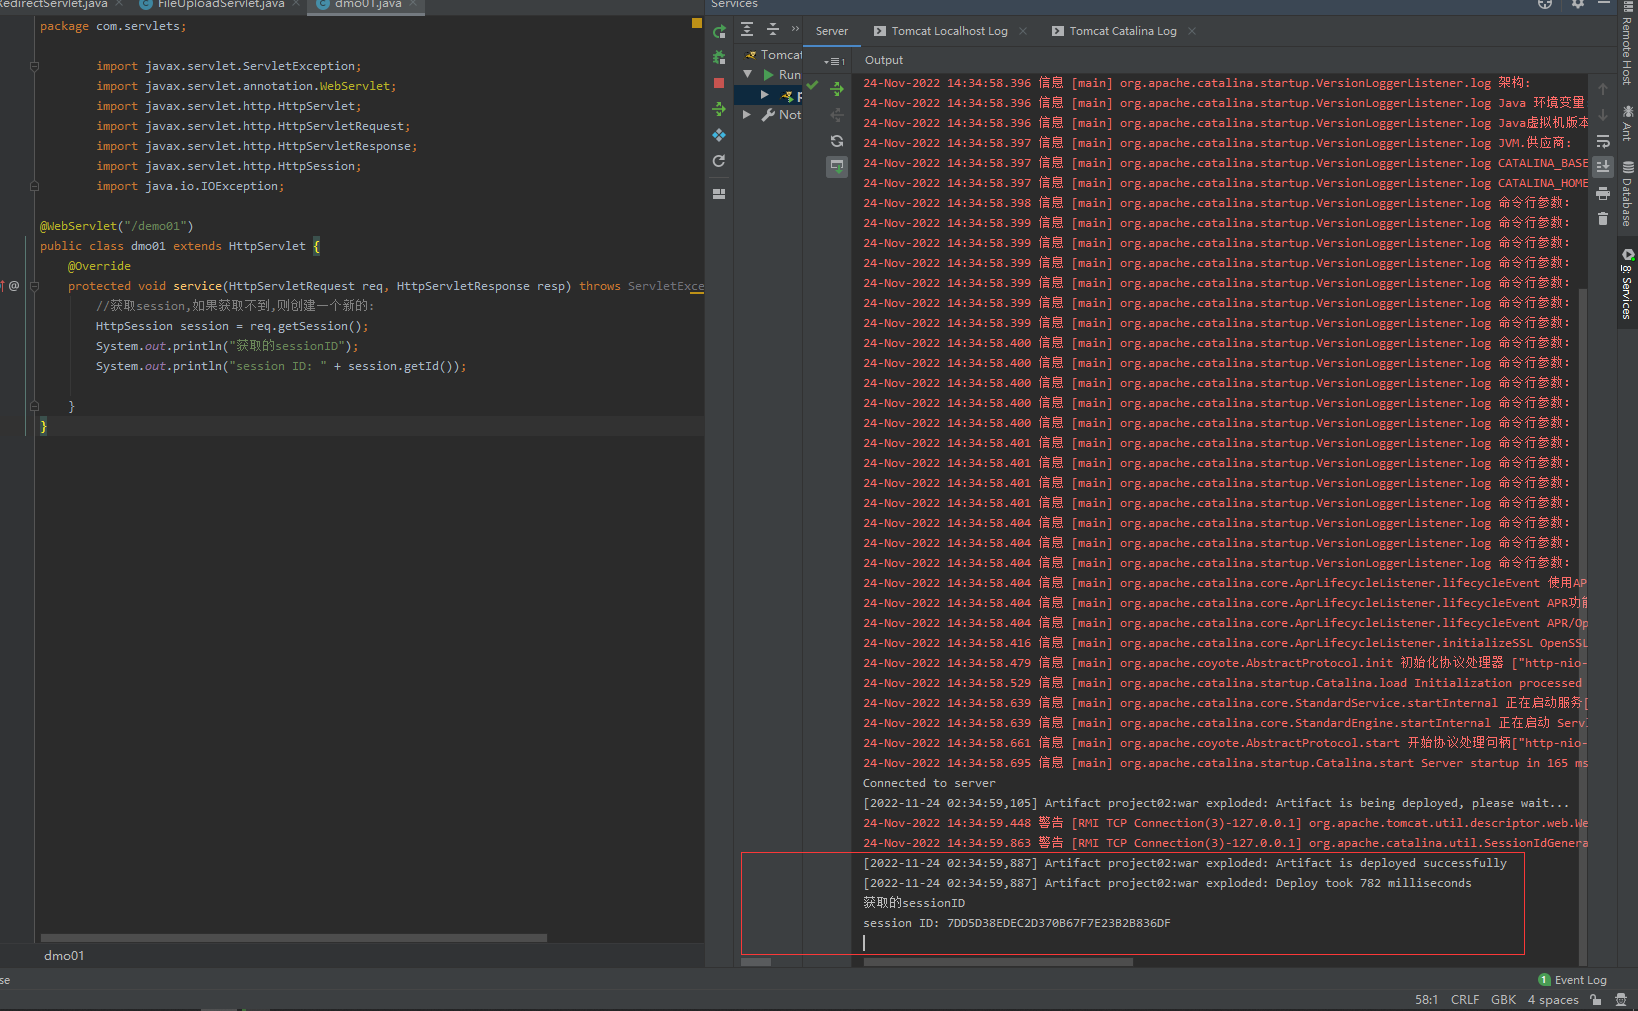 RedirectServlet.java
FileUploadServlet.java
dmo01.java
package com.servlets;
import javax.servlet.ServletException;
import javax.servlet.annotation.WebServlet;
import javax.servlet.http.HttpServlet;
import javax.servlet.http.HttpServletRequest;
import javax.servlet.http.HttpServletResponse;
import javax.servlet.http.HttpSession;
import java.io.IOException;
@WebServlet("/demo01")
public class dmo01 extends HttpServlet {
@Override
protected void service(HttpServletRequest req, HttpServletResponse resp) throws ServletExce
//获取session,如果获取不到,则创建一个新的:
HttpSession session = req.getSession();
System.out.println("获取的sessionID");
System.out.println("session ID: " + session.getId());
}
}
dmo01
Services
Server
Tomcat Localhost Log
Tomcat Catalina Log
Tomcat
Run
Not
Output
24-Nov-2022 14:34:58.396 信息 [main] org.apache.catalina.startup.VersionLoggerListener.log 架构:
24-Nov-2022 14:34:58.396 信息 [main] org.apache.catalina.startup.VersionLoggerListener.log Java 环境变量
24-Nov-2022 14:34:58.396 信息 [main] org.apache.catalina.startup.VersionLoggerListener.log Java虚拟机版本
24-Nov-2022 14:34:58.397 信息 [main] org.apache.catalina.startup.VersionLoggerListener.log JVM.供应商:
24-Nov-2022 14:34:58.397 信息 [main] org.apache.catalina.startup.VersionLoggerListener.log CATALINA_BASE
24-Nov-2022 14:34:58.397 信息 [main] org.apache.catalina.startup.VersionLoggerListener.log CATALINA_HOME
24-Nov-2022 14:34:58.398 信息 [main] org.apache.catalina.startup.VersionLoggerListener.log 命令行参数:
24-Nov-2022 14:34:58.399 信息 [main] org.apache.catalina.startup.VersionLoggerListener.log 命令行参数:
24-Nov-2022 14:34:58.399 信息 [main] org.apache.catalina.startup.VersionLoggerListener.log 命令行参数:
24-Nov-2022 14:34:58.399 信息 [main] org.apache.catalina.startup.VersionLoggerListener.log 命令行参数:
24-Nov-2022 14:34:58.399 信息 [main] org.apache.catalina.startup.VersionLoggerListener.log 命令行参数:
24-Nov-2022 14:34:58.399 信息 [main] org.apache.catalina.startup.VersionLoggerListener.log 命令行参数:
24-Nov-2022 14:34:58.399 信息 [main] org.apache.catalina.startup.VersionLoggerListener.log 命令行参数:
24-Nov-2022 14:34:58.400 信息 [main] org.apache.catalina.startup.VersionLoggerListener.log 命令行参数:
24-Nov-2022 14:34:58.400 信息 [main] org.apache.catalina.startup.VersionLoggerListener.log 命令行参数:
24-Nov-2022 14:34:58.400 信息 [main] org.apache.catalina.startup.VersionLoggerListener.log 命令行参数:
24-Nov-2022 14:34:58.400 信息 [main] org.apache.catalina.startup.VersionLoggerListener.log 命令行参数:
24-Nov-2022 14:34:58.400 信息 [main] org.apache.catalina.startup.VersionLoggerListener.log 命令行参数:
24-Nov-2022 14:34:58.401 信息 [main] org.apache.catalina.startup.VersionLoggerListener.log 命令行参数:
24-Nov-2022 14:34:58.401 信息 [main] org.apache.catalina.startup.VersionLoggerListener.log 命令行参数:
24-Nov-2022 14:34:58.401 信息 [main] org.apache.catalina.startup.VersionLoggerListener.log 命令行参数:
24-Nov-2022 14:34:58.401 信息 [main] org.apache.catalina.startup.VersionLoggerListener.log 命令行参数:
24-Nov-2022 14:34:58.404 信息 [main] org.apache.catalina.startup.VersionLoggerListener.log 命令行参数:
24-Nov-2022 14:34:58.404 信息 [main] org.apache.catalina.startup.VersionLoggerListener.log 命令行参数:
24-Nov-2022 14:34:58.404 信息 [main] org.apache.catalina.startup.VersionLoggerListener.log 命令行参数:
24-Nov-2022 14:34:58.404 信息 [main] org.apache.catalina.core.AprLifecycleListener.lifecycleEvent 使用AP
24-Nov-2022 14:34:58.404 信息 [main] org.apache.catalina.core.AprLifecycleListener.lifecycleEvent APR功能
24-Nov-2022 14:34:58.404 信息 [main] org.apache.catalina.core.AprLifecycleListener.lifecycleEvent APR/Op
24-Nov-2022 14:34:58.416 信息 [main] org.apache.catalina.core.AprLifecycleListener.initializeSSL OpenSSL
24-Nov-2022 14:34:58.479 信息 [main] org.apache.coyote.AbstractProtocol.init 初始化协议处理器 ["http-nio-
24-Nov-2022 14:34:58.529 信息 [main] org.apache.catalina.startup.Catalina.load Initialization processed
24-Nov-2022 14:34:58.639 信息 [main] org.apache.catalina.core.StandardService.startInternal 正在启动服务[
24-Nov-2022 14:34:58.639 信息 [main] org.apache.catalina.core.StandardEngine.startInternal 正在启动 Serv
24-Nov-2022 14:34:58.661 信息 [main] org.apache.coyote.AbstractProtocol.start 开始协议处理句柄["http-nio-
24-Nov-2022 14:34:58.695 信息 [main] org.apache.catalina.startup.Catalina.start Server startup in 165 ms
Connected to server
[2022-11-24 02:34:59,105] Artifact project02:war exploded: Artifact is being deployed, please wait...
24-Nov-2022 14:34:59.448 警告 [RMI TCP Connection(3)-127.0.0.1] org.apache.tomcat.util.descriptor.web.We
24-Nov-2022 14:34:59.863 警告 [RMI TCP Connection(3)-127.0.0.1] org.apache.catalina.util.SessionIdGenera
[2022-11-24 02:34:59,887] Artifact project02:war exploded: Artifact is deployed successfully
[2022-11-24 02:34:59,887] Artifact project02:war exploded: Deploy took 782 milliseconds
获取的sessionID
session ID: 7DD5D38EDEC2D370B67F7E23B2B836DF
Remote Host
Ant
Database
8: Services
se
1 Event Log
58:1 CRLF GBK 4 spaces